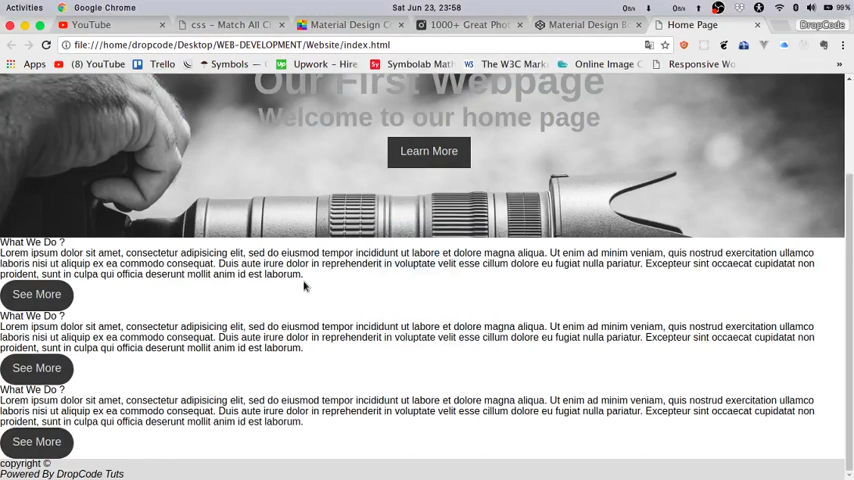 Activities Google Chrome Sat Jun 23, 23:58 0b/s 0b/s 99%
YouTube css - Match All C Material Design Co 1000+ Great Phot Material Design B Home Page DropCode
file:///home/dropcode/Desktop/WEB-DEVELOPMENT/Website/index.html
Apps (8) YouTube Trello Symbols — Upwork - Hire Symbolab Mat The W3C Mark Online Image C Responsive Wo
Our First Webpage
Welcome to our home page
Learn More
What We Do ?
Lorem ipsum dolor sit amet, consectetur adipisicing elit, sed do eiusmod tempor incididunt ut labore et dolore magna aliqua. Ut enim ad minim veniam, quis nostrud exercitation ullamco
laboris nisi ut aliquip ex ea commodo consequat. Duis aute irure dolor in reprehenderit in voluptate velit esse cillum dolore eu fugiat nulla pariatur. Excepteur sint occaecat cupidatat non
proident, sunt in culpa qui officia deserunt mollit anim id est laborum.
See More
What We Do ?
Lorem ipsum dolor sit amet, consectetur adipisicing elit, sed do eiusmod tempor incididunt ut labore et dolore magna aliqua. Ut enim ad minim veniam, quis nostrud exercitation ullamco
laboris nisi ut aliquip ex ea commodo consequat. Duis aute irure dolor in reprehenderit in voluptate velit esse cillum dolore eu fugiat nulla pariatur. Excepteur sint occaecat cupidatat non
proident, sunt in culpa qui officia deserunt mollit anim id est laborum.
See More
What We Do ?
Lorem ipsum dolor sit amet, consectetur adipisicing elit, sed do eiusmod tempor incididunt ut labore et dolore magna aliqua. Ut enim ad minim veniam, quis nostrud exercitation ullamco
laboris nisi ut aliquip ex ea commodo consequat. Duis aute irure dolor in reprehenderit in voluptate velit esse cillum dolore eu fugiat nulla pariatur. Excepteur sint occaecat cupidatat non
proident, sunt in culpa qui officia deserunt mollit anim id est laborum.
See More
copyright ©
Powered By DropCode Tuts